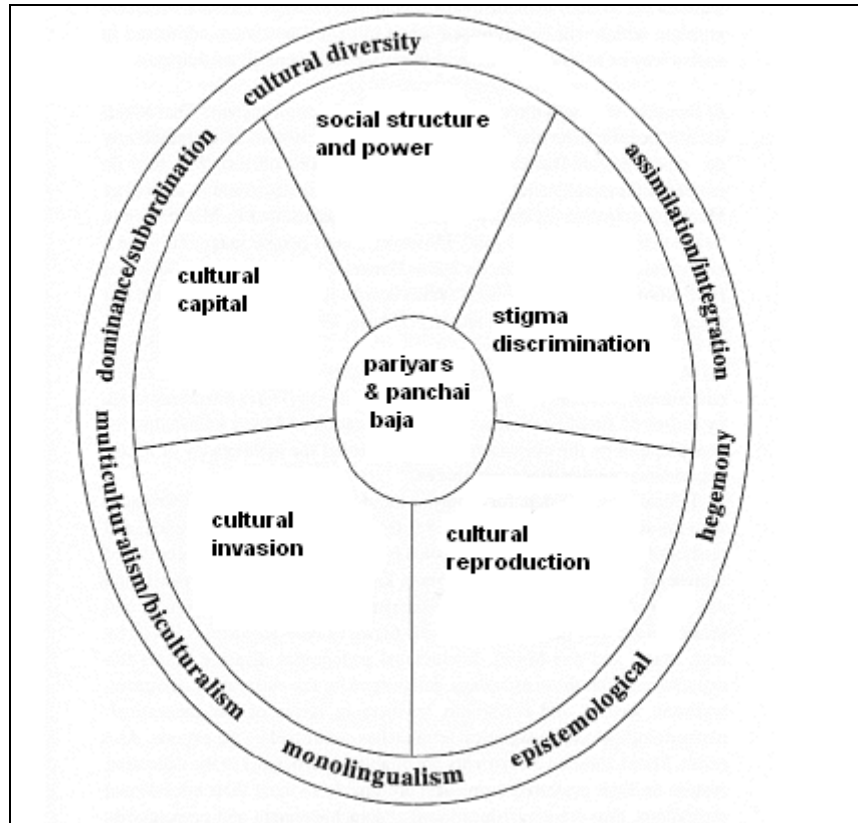 cultural diversity
assimilation/integration
hegemony
epistemological
monolingualism
multiculturalism/biculturalism
dominance/subordination
social structure
and power
stigma
discrimination
cultural
reproduction
cultural
invasion
cultural
capital
pariyars
& panchai
baja